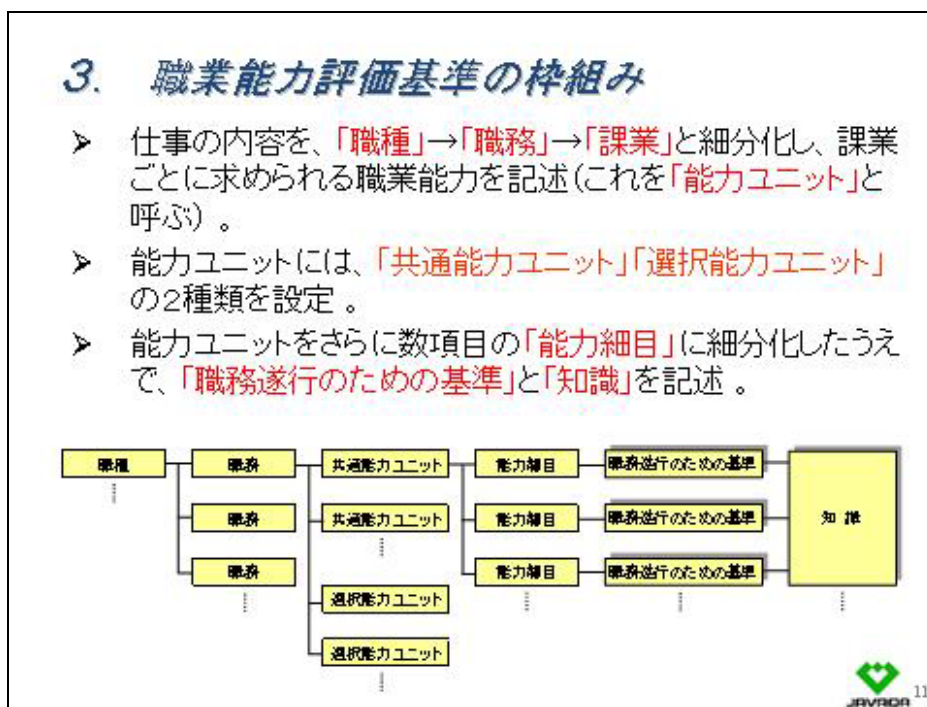 3. 職業能力評価基準の枠組み
➢ 仕事の内容を、「職種」→「職務」→「課業」と細分化し、課業
ごとに求められる職業能力を記述(これを「能力ユニット」と
呼ぶ) 。
➢ 能力ユニットには、「共通能力ユニット」「選択能力ユニット」
の2種類を設定 。
➢ 能力ユニットをさらに数項目の「能力細目」に細分化したうえ
で、「職務遂行のための基準」と「知識」を記述 。
職種 職務 共通能力ユニット 能力細目 職務遂行のための基準
職務 共通能力ユニット 能力細目 職務遂行のための基準 知 識
職務 能力細目 職務遂行のための基準
選択能力ユニット
選択能力ユニット
JAVADA 11